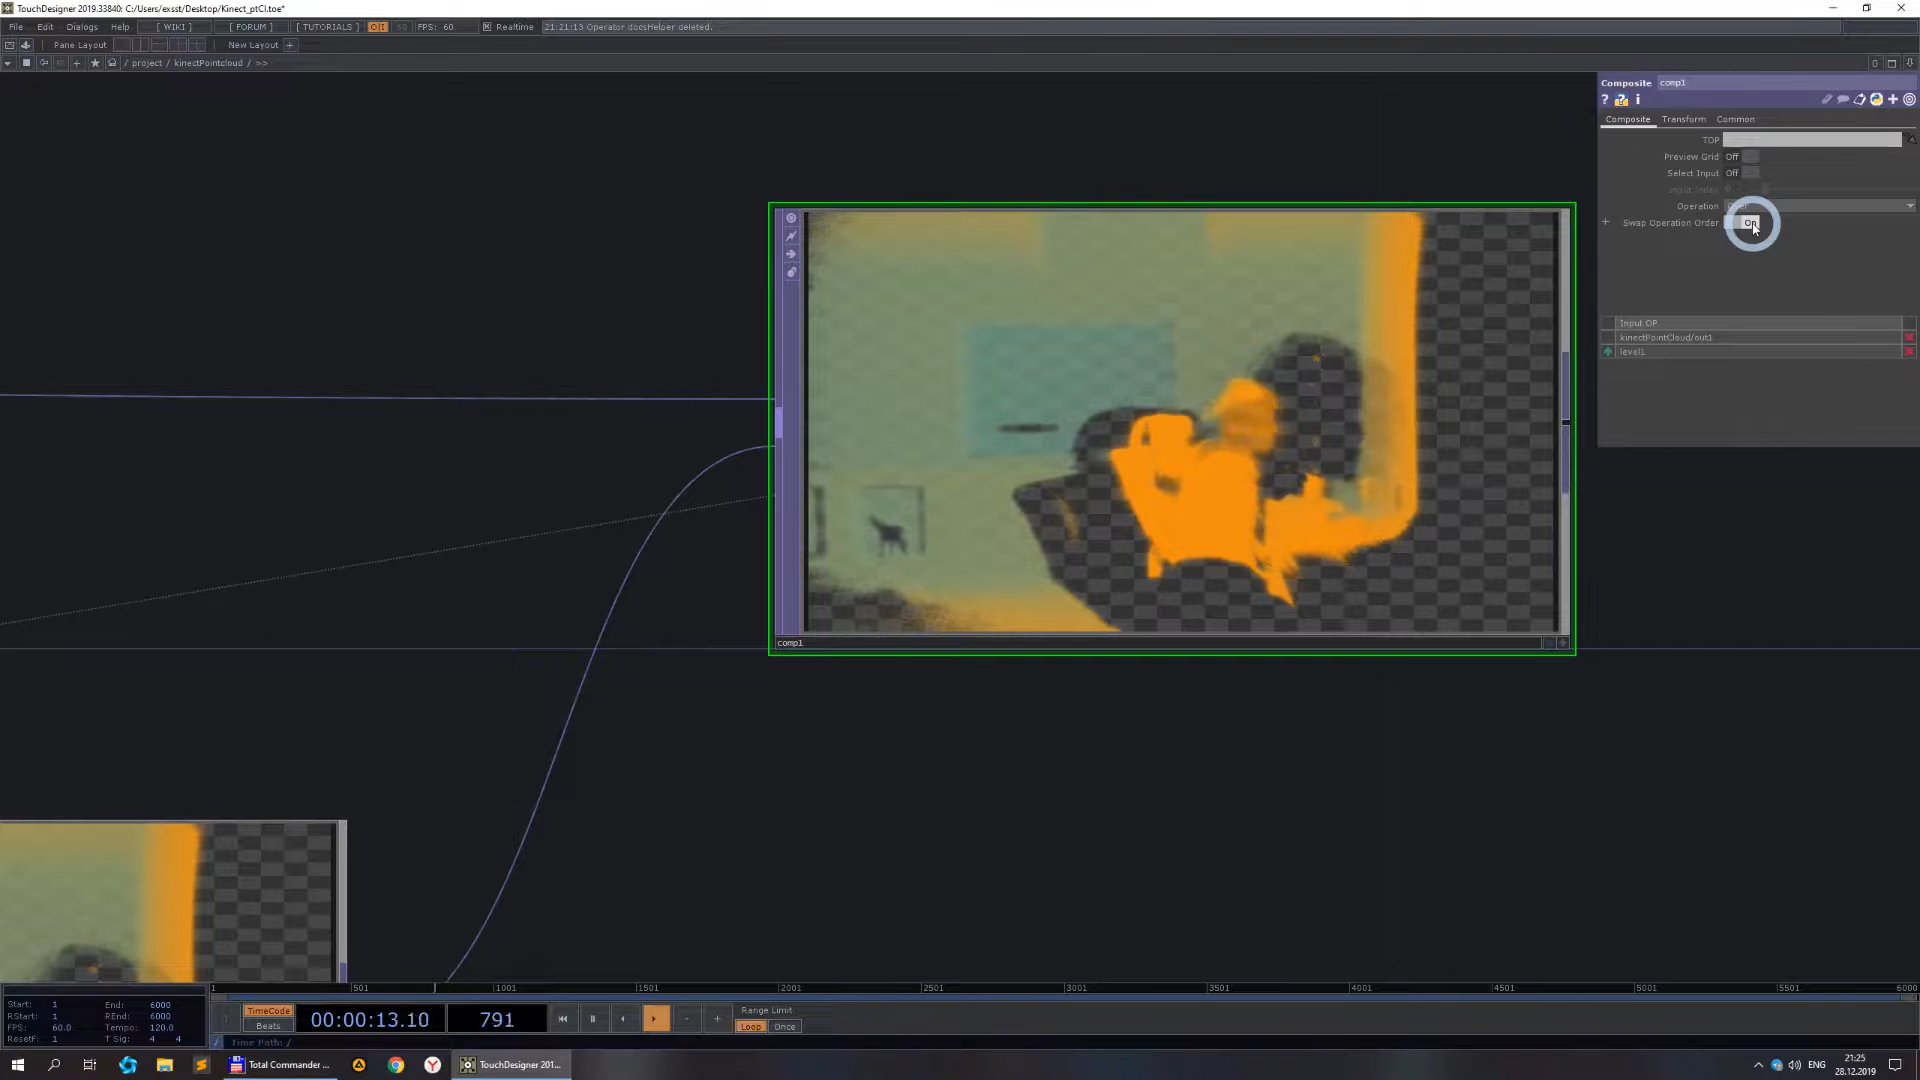 TouchDesigner 2019.33840: C:/Users/exsst/Desktop/Kinect_ptCl.toe*
File Edit Dialogs Help [ WIKI ] [ FORUM ] [ TUTORIALS ] O|I 60 FPS: 60 Realtime 21:21:13 Operator docsHelper deleted.
Pane Layout New Layout +
/ project / kinectPointcloud / >> 0
Composite comp1
? ? i
Composite Transform Common
TOP
Preview Grid Off
Select Input Off
Input Index
Operation
+ Swap Operation Order On
Input OP
kinectPointCloud/out1
level1
comp1
1 501 1001 1501 2001 2501 3001 3501 4001 4501 5001 5501 6000
Start: 1 End: 6000
RStart: 1 REnd: 6000
FPS: 60.0 Tempo: 120.0
ResetF: 1 T Sig: 4 4
TimeCode
Beats
00:00:13.10 791
- +
Range Limit
Loop Once
/ Time Path: /
Total Commander ... TouchDesigner 201... ENG
21:25
28.12.2019